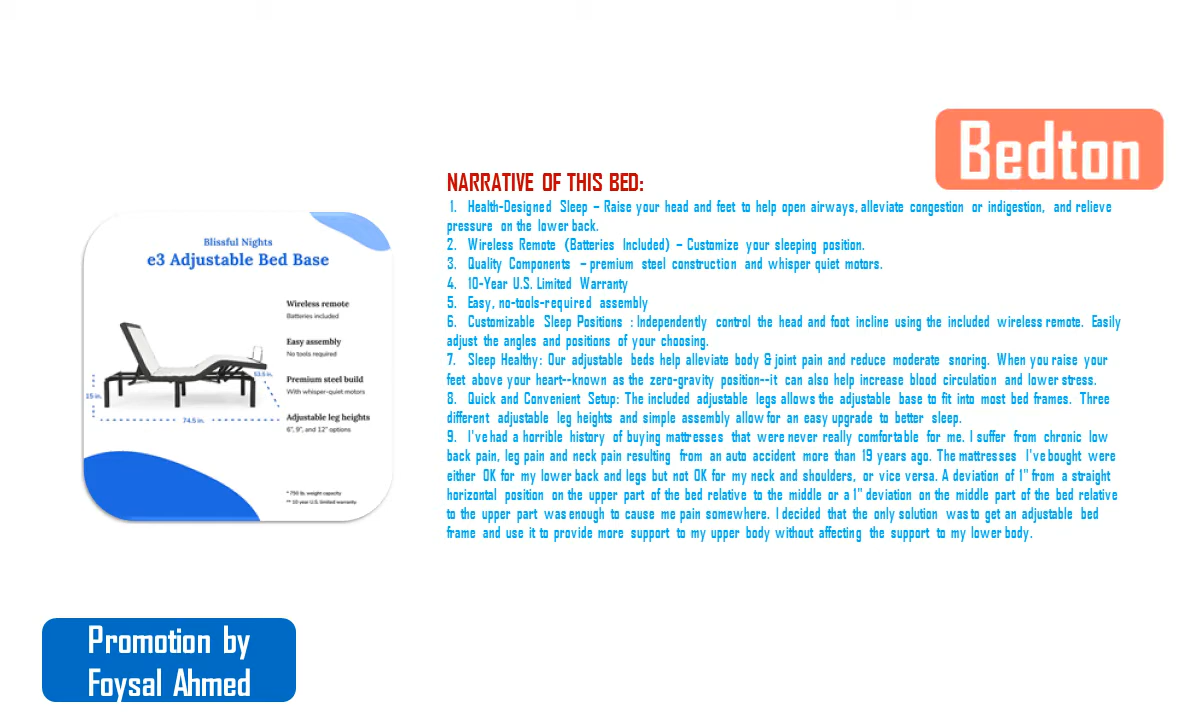 Bedton
NARRATIVE OF THIS BED:
1. Health-Designed Sleep – Raise your head and feet to help open airways, alleviate congestion or indigestion, and relieve
pressure on the lower back.
2. Wireless Remote (Batteries Included) – Customize your sleeping position.
3. Quality Components – premium steel construction and whisper quiet motors.
4. 10-Year U.S. Limited Warranty
5. Easy, no-tools-required assembly
6. Customizable Sleep Positions : Independently control the head and foot incline using the included wireless remote. Easily
adjust the angles and positions of your choosing.
7. Sleep Healthy: Our adjustable beds help alleviate body & joint pain and reduce moderate snoring. When you raise your
feet above your heart--known as the zero-gravity position--it can also help increase blood circulation and lower stress.
8. Quick and Convenient Setup: The included adjustable legs allows the adjustable base to fit into most bed frames. Three
different adjustable leg heights and simple assembly allow for an easy upgrade to better sleep.
9. I've had a horrible history of buying mattresses that were never really comfortable for me. I suffer from chronic low
back pain, leg pain and neck pain resulting from an auto accident more than 19 years ago. The mattresses I've bought were
either OK for my lower back and legs but not OK for my neck and shoulders, or vice versa. A deviation of 1" from a straight
horizontal position on the upper part of the bed relative to the middle or a 1" deviation on the middle part of the bed relative
to the upper part was enough to cause me pain somewhere. I decided that the only solution was to get an adjustable bed
frame and use it to provide more support to my upper body without affecting the support to my lower body.
Blissful Nights
e3 Adjustable Bed Base
Wireless remote
Batteries included
Easy assembly
No tools required
Premium steel build
With whisper-quiet motors
Adjustable leg heights
6", 9", and 12" options
53.5 in.
15 in.
74.5 in.
* 750 lb. weight capacity
** 10 year U.S. limited warranty
Promotion by
Foysal Ahmed